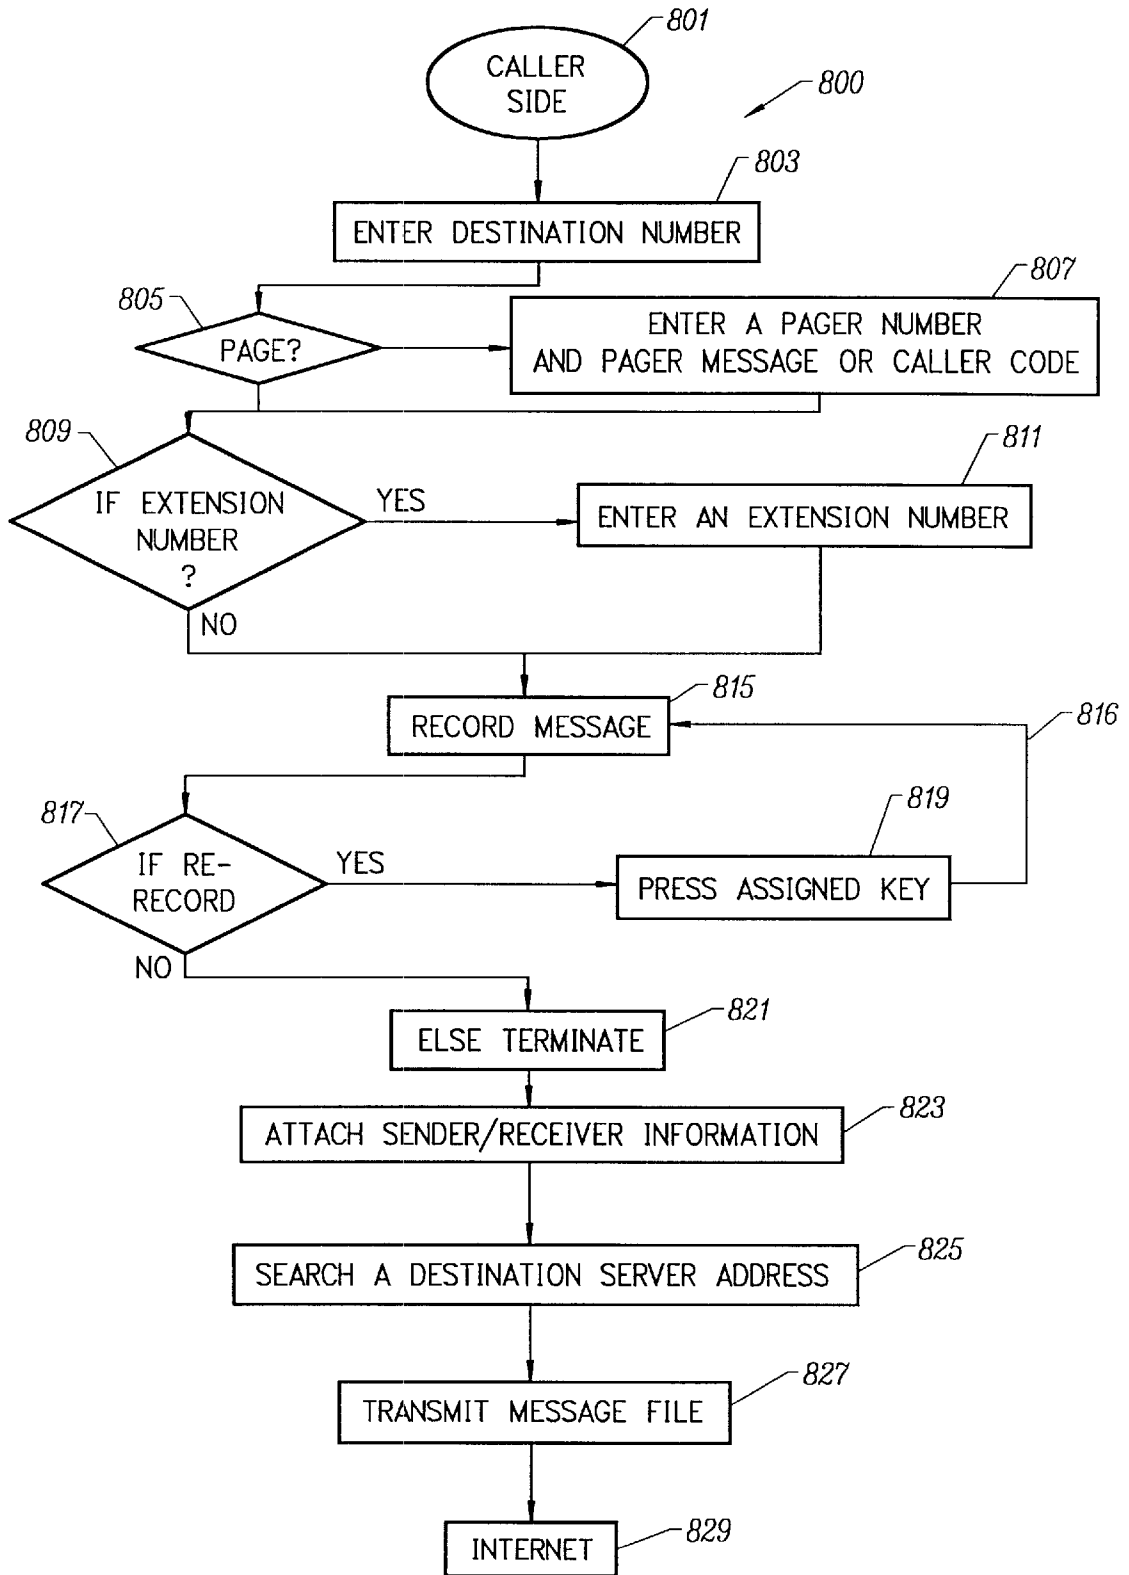 801
CALLER
SIDE
800
803
ENTER DESTINATION NUMBER
807
805
PAGE?
ENTER A PAGER NUMBER
AND PAGER MESSAGE OR CALLER CODE
809
811
IF EXTENSION
NUMBER
?
YES
ENTER AN EXTENSION NUMBER
NO
815
RECORD MESSAGE
816
817
819
IF RE-
RECORD
YES
PRESS ASSIGNED KEY
NO
821
ELSE TERMINATE
823
ATTACH SENDER/RECEIVER INFORMATION
825
SEARCH A DESTINATION SERVER ADDRESS
827
TRANSMIT MESSAGE FILE
829
INTERNET